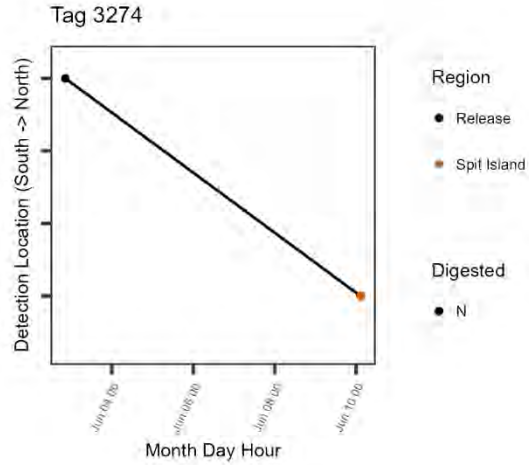 Tag 3274
Detection Location (South -> North)
Region
Release
Spit Island
Digested
N
Jun 04 00
Jun 06 00
Jun 08 00
Jun 10 00
Month Day Hour